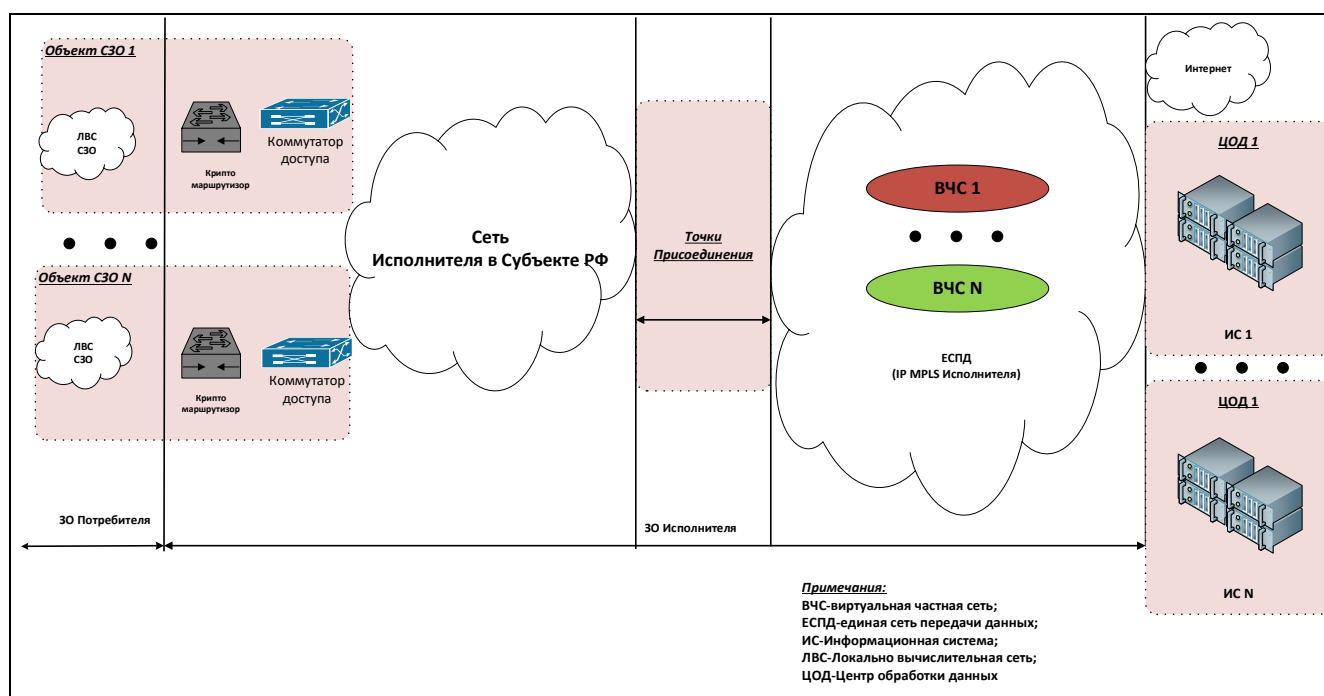 Объект СЗО 1
ЛВС
СЗО
Крипто
маршрутизор
Коммутатор
доступа
Объект СЗО N
ЛВС
СЗО
Крипто
маршрутизор
Коммутатор
доступа
Сеть
Исполнителя в Субъекте РФ
Точки
Присоединения
ВЧС 1
ВЧС N
ЕСПД
(IP MPLS Исполнителя)
Интернет
ЦОД 1
ИС 1
ЦОД 1
ИС N
ЗО Потребителя
ЗО Исполнителя
Примечания:
ВЧС-виртуальная частная сеть;
ЕСПД-единая сеть передачи данных;
ИС-Информационная система;
ЛВС-Локально вычислительная сеть;
ЦОД-Центр обработки данных